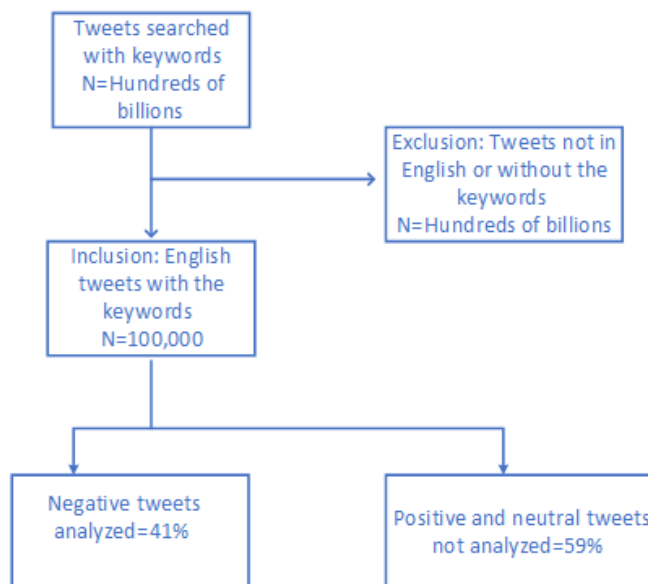 Tweets searched
with keywords
N=Hundreds of
billions
Exclusion: Tweets not in
English or without the
keywords
N=Hundreds of billions
Inclusion: English
tweets with the
keywords
N=100,000
Negative tweets
analyzed=41%
Positive and neutral tweets
not analyzed=59%